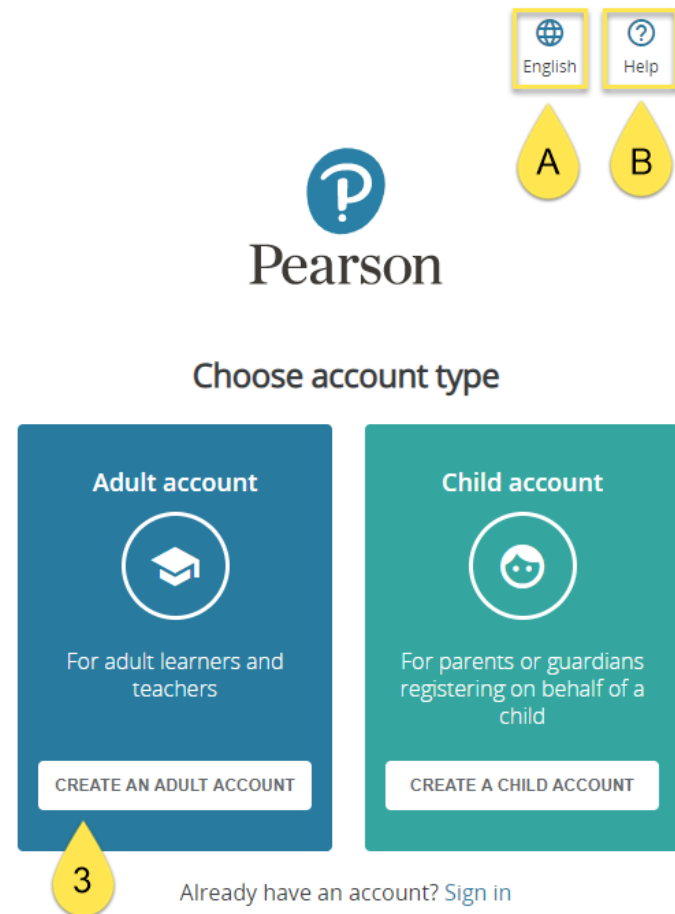 English
Help
A
B
Pearson
Choose account type
Adult account
For adult learners and
teachers
CREATE AN ADULT ACCOUNT
Child account
For parents or guardians
registering on behalf of a
child
CREATE A CHILD ACCOUNT
3
Already have an account? Sign in